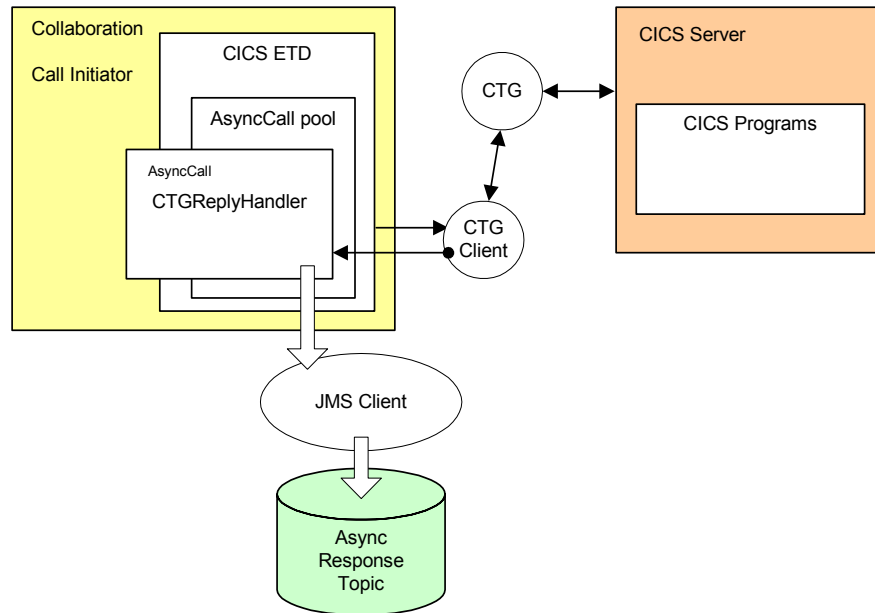 Collaboration
Call Initiator
CICS ETD
AsyncCall pool
AsyncCall
CTGReplyHandler
CTG
CTG
Client
CICS Server
CICS Programs
JMS Client
Async
Response
Topic